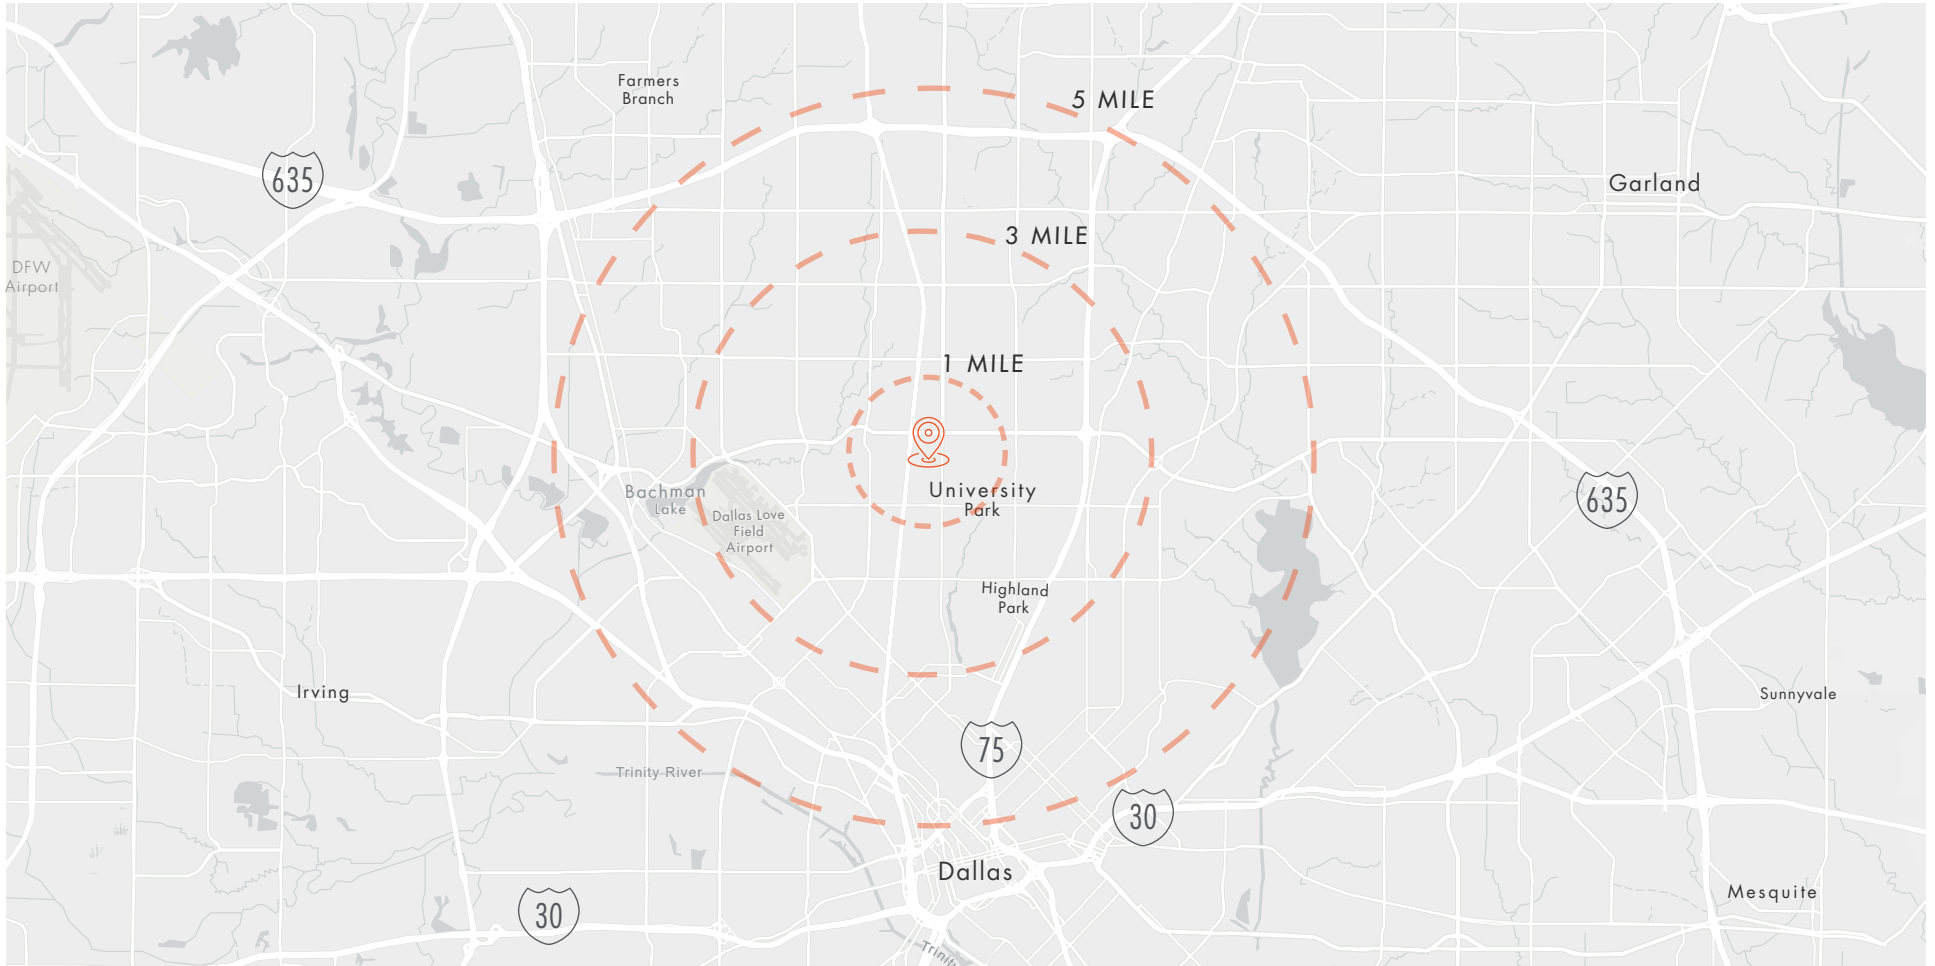 Farmers
Branch
5 MILE
635
Garland
3 MILE
DFW
Airport
1 MILE
University
Park
Bachman
Lake
635
Dallas Love
Field
Airport
Highland
Park
Irving
Sunnyvale
75
Trinity River
30
Dallas
Mesquite
30
Trinity